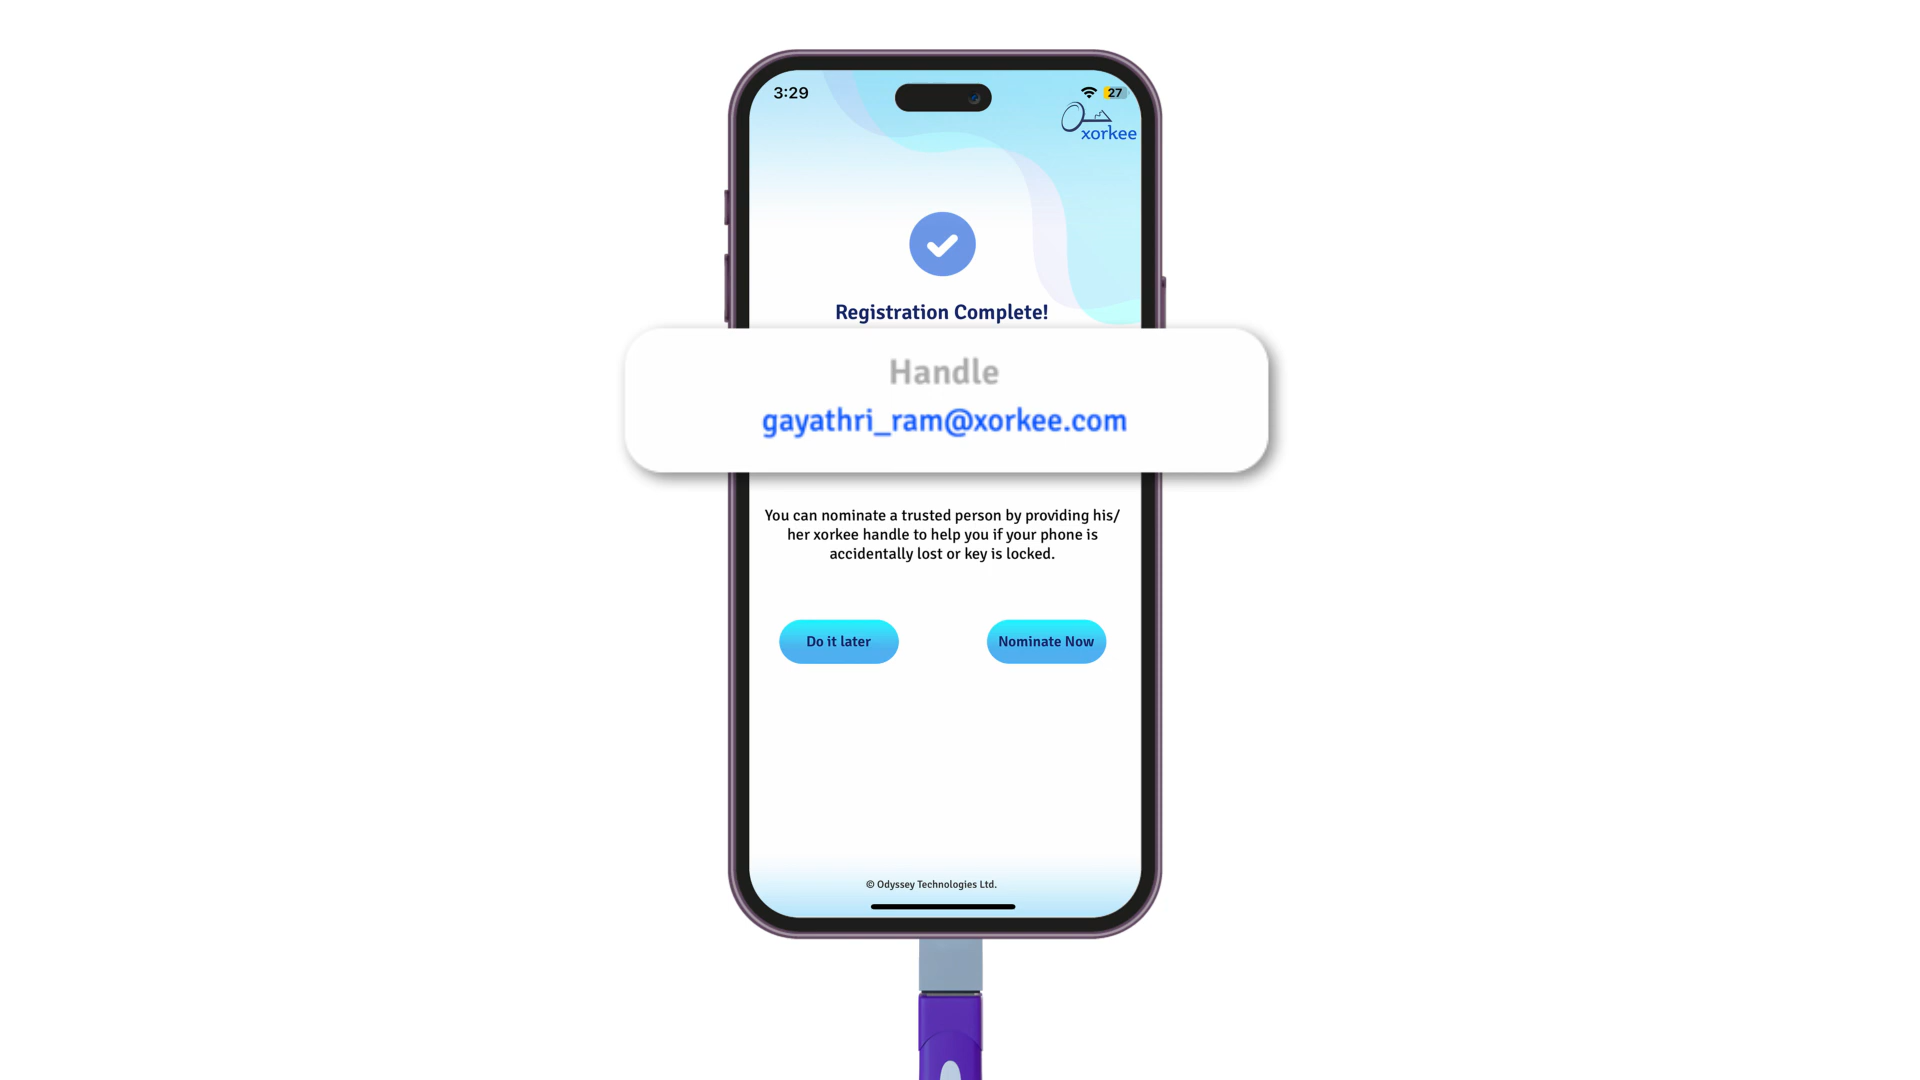 3:29
27
xorkee
Registration Complete!
Handle
gayathri_ram@xorkee.com
You can nominate a trusted person by providing his/
her xorkee handle to help you if your phone is
accidentally lost or key is locked.
Do it later
Nominate Now
© Odyssey Technologies Ltd.